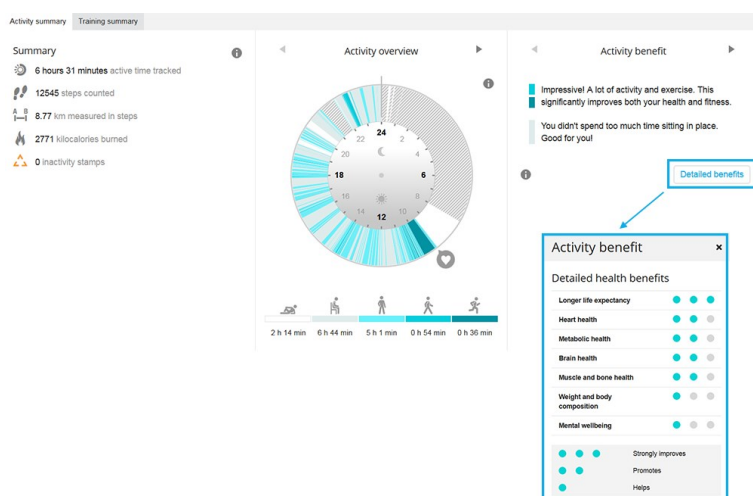 Activity summary
Training summary
Summary
6 hours 31 minutes active time tracked
12545 steps counted
A B
8.77 km measured in steps
2771 kilocalories burned
0 inactivity stamps
Activity overview
24
22 2
20 4
18 6
16 8
14 10
12
2 h 14 min 6 h 44 min 5 h 1 min 0 h 54 min 0 h 36 min
Activity benefit
Impressive! A lot of activity and exercise. This
significantly improves both your health and fitness.
You didn't spend too much time sitting in place.
Good for you!
Detailed benefits
Activity benefit
×
Detailed health benefits
Longer life expectancy
Heart health
Metabolic health
Brain health
Muscle and bone health
Weight and body
composition
Mental wellbeing
Strongly improves
Promotes
Helps